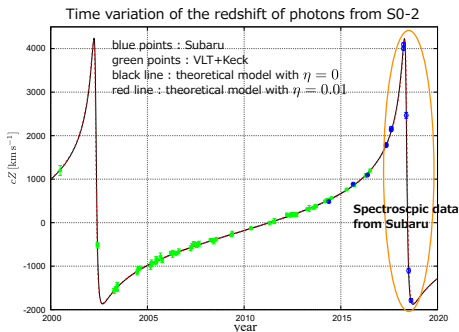 Time variation of the redshift of photons from S0-2
blue points : Subaru
green points : VLT+Keck
black line : theoretical model with η = 0
red line : theoretical model with η = 0.01
Spectroscpic data
from Subaru
cZ [km s⁻¹]
4000
3000
2000
1000
0
-1000
-2000
2000
2005
2010
2015
2020
year